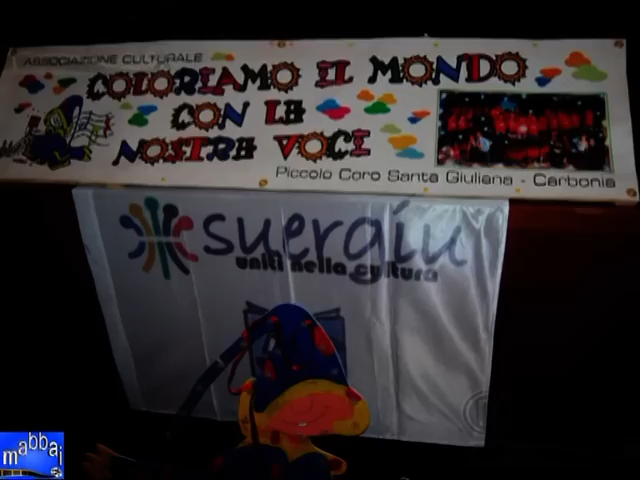 ASSOCIAZIONE CULTURALE
COLORIAMO IL MONDO
CON LE
NOSTRE VOCI
Piccolo Coro Santa Giuliana - Carbonia
suergiu
uniti nella cultura
mabbai